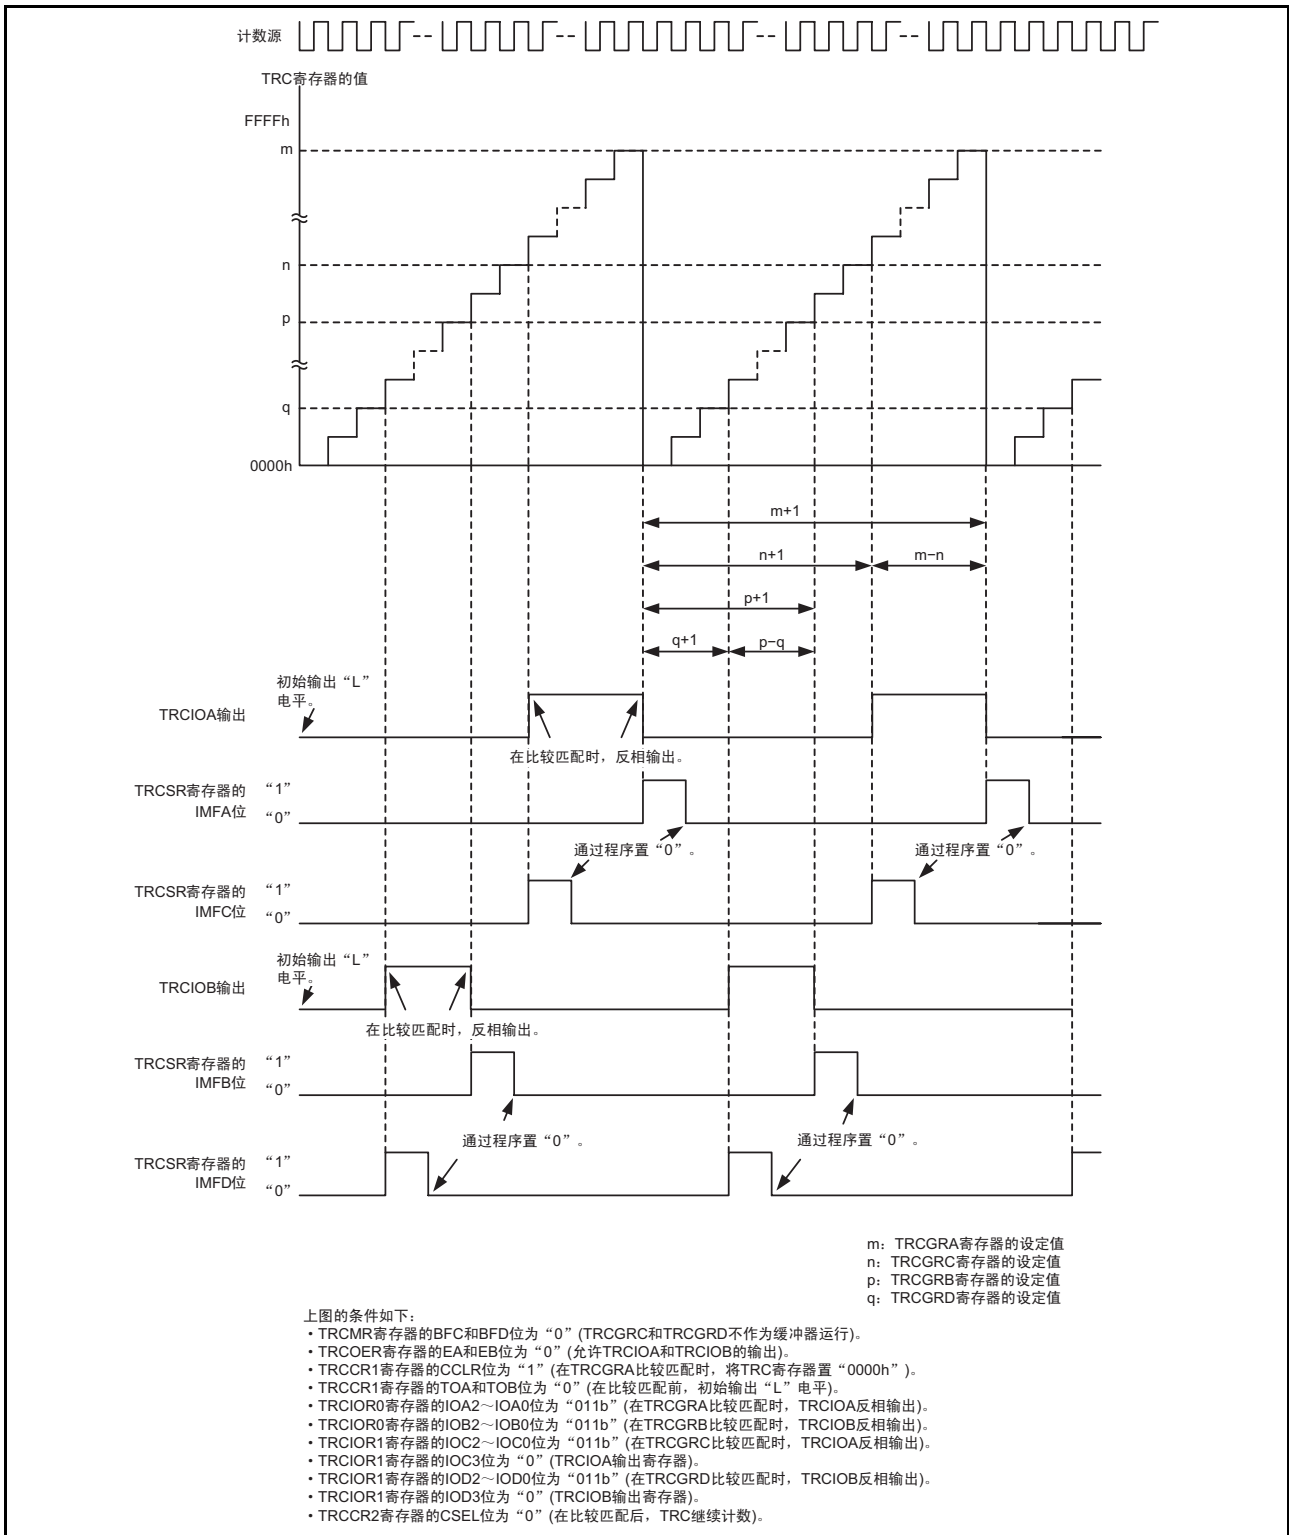 计数源
TRC寄存器的值
FFFFh
m
n
p
q
0000h
m+1
n+1
m−n
p+1
q+1
p−q
初始输出“L”
电平。
TRCIOA输出
在比较匹配时，反相输出。
TRCSR寄存器的
IMFA位
“1”
“0”
通过程序置“0”。
通过程序置“0”。
TRCSR寄存器的
IMFC位
“1”
“0”
初始输出“L”
电平。
TRCIOB输出
在比较匹配时，反相输出。
TRCSR寄存器的
IMFB位
“1”
“0”
通过程序置“0”。
通过程序置“0”。
TRCSR寄存器的
IMFD位
“1”
“0”
m：TRCGRA寄存器的设定值
n：TRCGRC寄存器的设定值
p：TRCGRB寄存器的设定值
q：TRCGRD寄存器的设定值
上图的条件如下：
・TRCMR寄存器的BFC和BFD位为“0”(TRCGRC和TRCGRD不作为缓冲器运行)。
・TRCOER寄存器的EA和EB位为“0”(允许TRCIOA和TRCIOB的输出)。
・TRCCR1寄存器的CCLR位为“1”(在TRCGRA比较匹配时，将TRC寄存器置“0000h”)。
・TRCCR1寄存器的TOA和TOB位为“0”(在比较匹配前，初始输出“L”电平)。
・TRCIOR0寄存器的IOA2～IOA0位为“011b”(在TRCGRA比较匹配时，TRCIOA反相输出)。
・TRCIOR0寄存器的IOB2～IOB0位为“011b”(在TRCGRB比较匹配时，TRCIOB反相输出)。
・TRCIOR1寄存器的IOC2～IOC0位为“011b”(在TRCGRC比较匹配时，TRCIOA反相输出)。
・TRCIOR1寄存器的IOC3位为“0”(TRCIOA输出寄存器)。
・TRCIOR1寄存器的IOD2～IOD0位为“011b”(在TRCGRD比较匹配时，TRCIOB反相输出)。
・TRCIOR1寄存器的IOD3位为“0”(TRCIOB输出寄存器)。
・TRCCR2寄存器的CSEL位为“0”(在比较匹配后，TRC继续计数)。